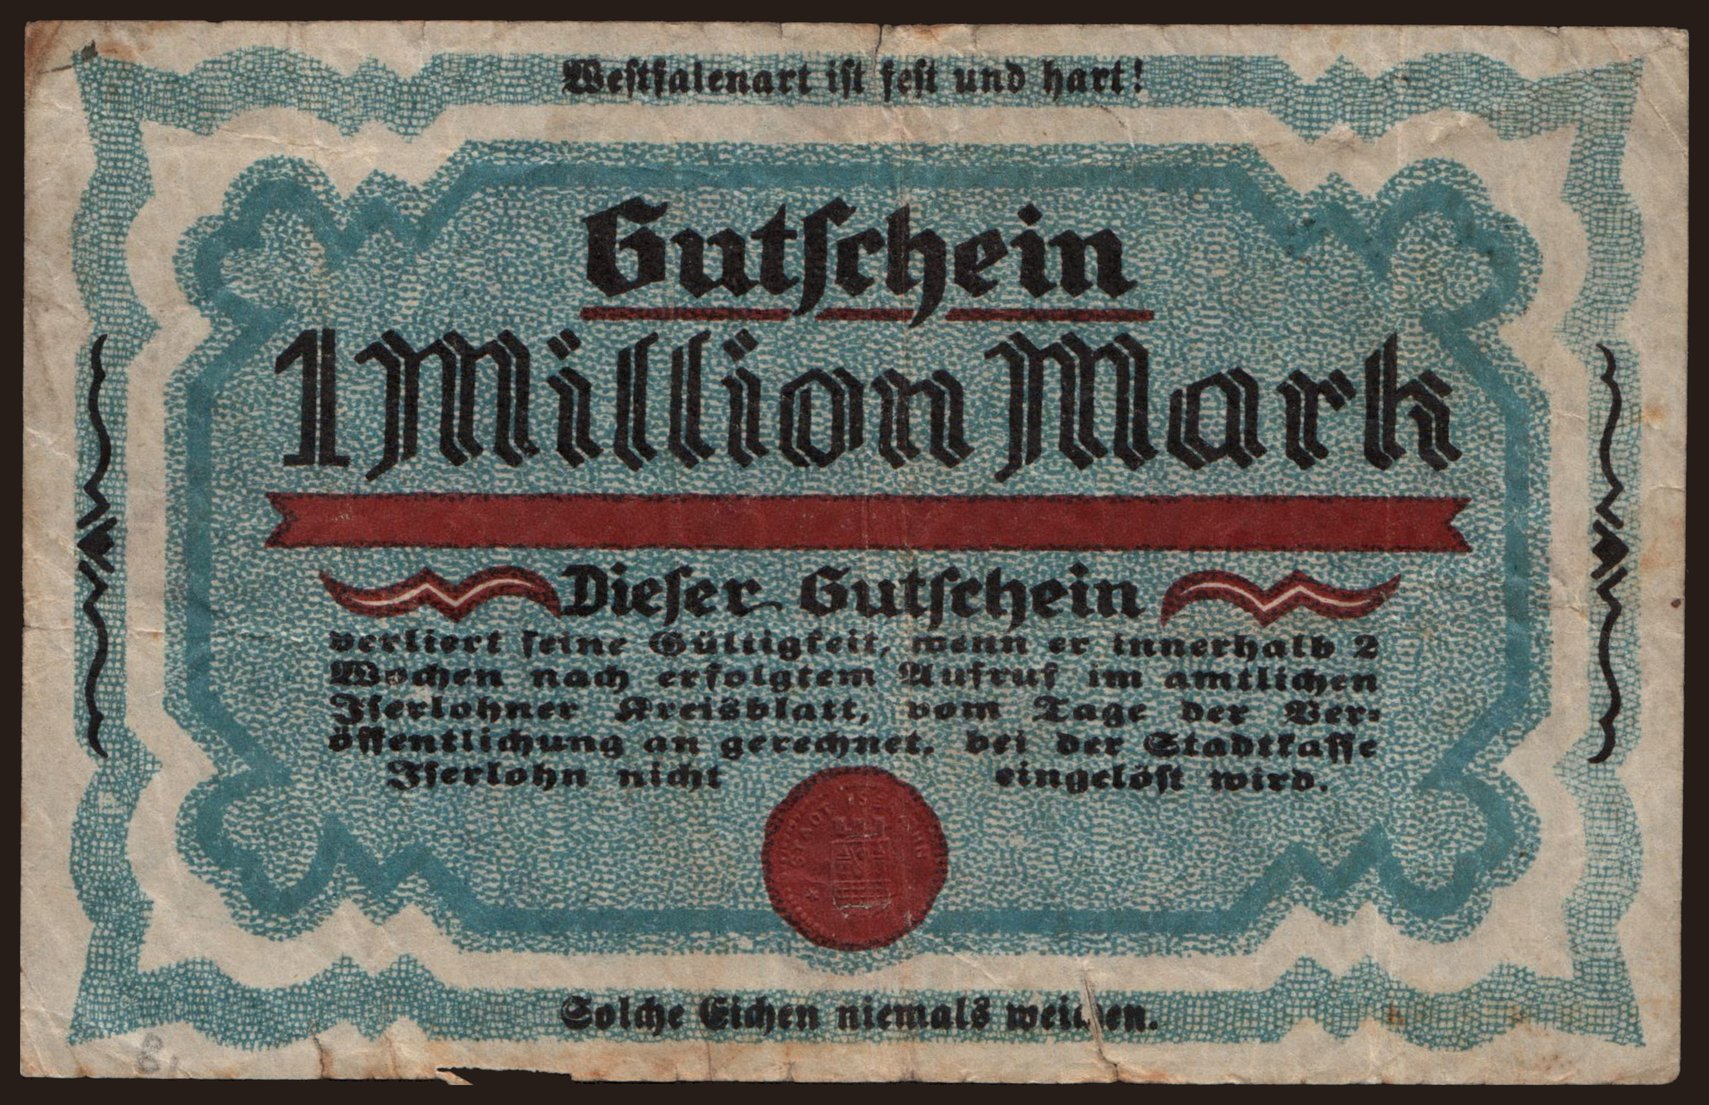 Westfalenart ist fest und hart!
Gutschein
1 Million Mark
Dieser Gutschein
verliert seine Gültigkeit, wenn er innerhalb 2
Wochen nach erfolgtem Aufruf im amtlichen
Iserlohner Kreisblatt, vom Tage der Ver-
öffentlichung an gerechnet, bei der Stadtkasse
Iserlohn nicht eingelöst wird.
STADT
Solche Eichen niemals weichen.